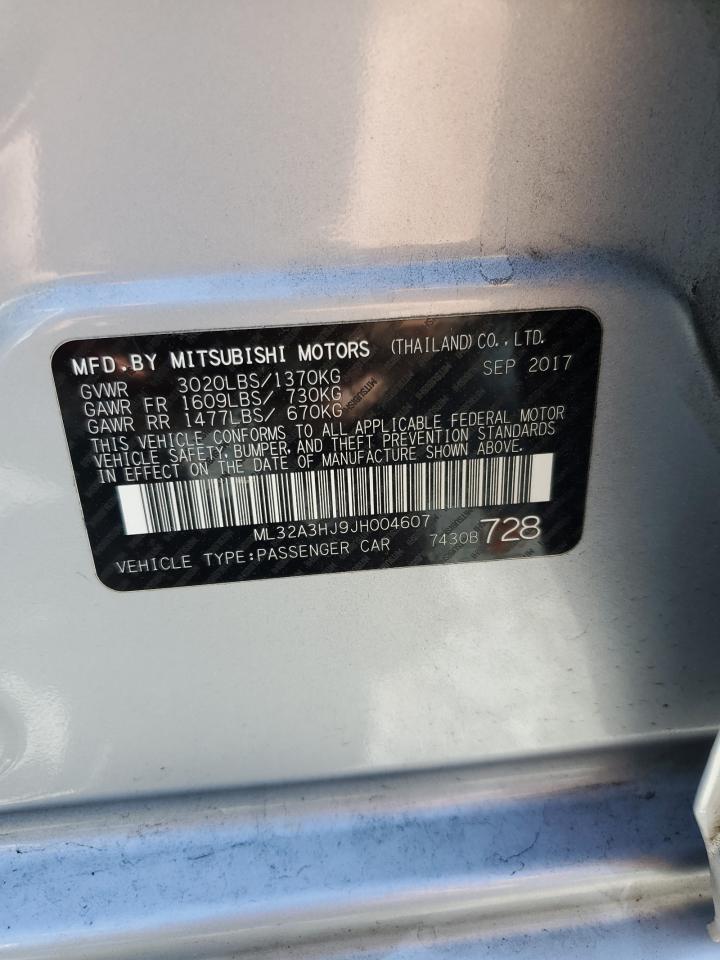 MFD.BY MITSUBISHI MOTORS (THAILAND)CO.,LTD.
SEP 2017
GVWR 3020LBS/1370KG
GAWR FR 1609LBS/ 730KG
GAWR RR 1477LBS/ 670KG
THIS VEHICLE CONFORMS TO ALL APPLICABLE FEDERAL MOTOR
VEHICLE SAFETY,BUMPER,AND THEFT PREVENTION STANDARDS
IN EFFECT ON THE DATE OF MANUFACTURE SHOWN ABOVE.
ML32A3HJ9JH004607
VEHICLE TYPE:PASSENGER CAR 7430B 728